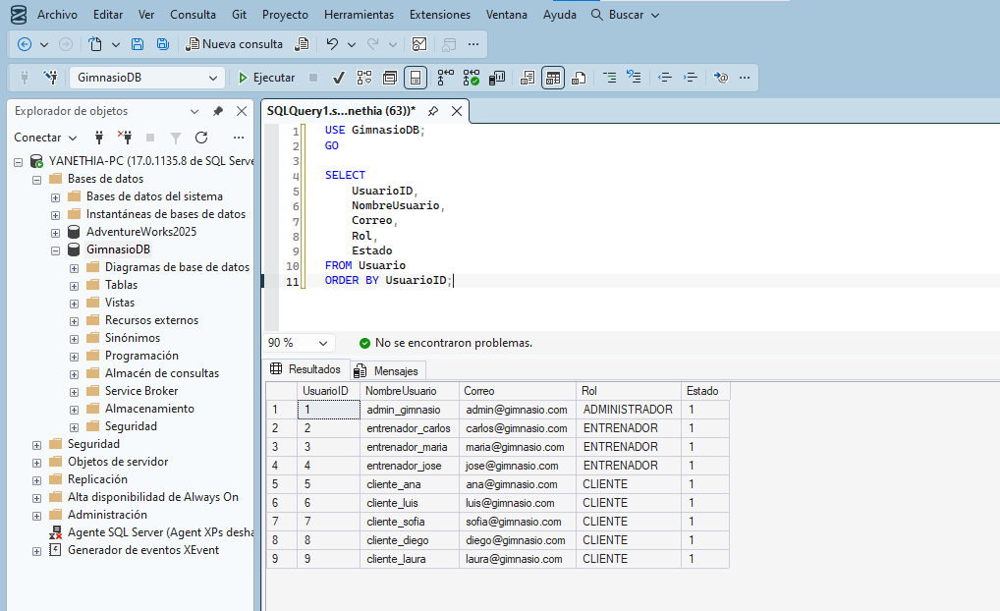 Archivo Editar Ver Consulta Git Proyecto Herramientas Extensiones Ventana Ayuda Buscar
Nueva consulta
GimnasioDB Ejecutar
Explorador de objetos
Conectar
YANETHIA-PC (17.0.1135.8 de SQL Serve
Bases de datos
Bases de datos del sistema
Instantáneas de bases de datos
AdventureWorks2025
GimnasioDB
Diagramas de base de datos
Tablas
Vistas
Recursos externos
Sinónimos
Programación
Almacén de consultas
Service Broker
Almacenamiento
Seguridad
Seguridad
Objetos de servidor
Replicación
Alta disponibilidad de Always On
Administración
Agente SQL Server (Agent XPs desha
Generador de eventos XEvent
SQLQuery1.s...nethia (63))*
1 USE GimnasioDB;
2 GO
3
4 SELECT
5 UsuarioID,
6 NombreUsuario,
7 Correo,
8 Rol,
9 Estado
10 FROM Usuario
11 ORDER BY UsuarioID;
90 % No se encontraron problemas.
Resultados Mensajes
UsuarioID NombreUsuario Correo Rol Estado
1 1 admin_gimnasio admin@gimnasio.com ADMINISTRADOR 1
2 2 entrenador_carlos carlos@gimnasio.com ENTRENADOR 1
3 3 entrenador_maria maria@gimnasio.com ENTRENADOR 1
4 4 entrenador_jose jose@gimnasio.com ENTRENADOR 1
5 5 cliente_ana ana@gimnasio.com CLIENTE 1
6 6 cliente_luis luis@gimnasio.com CLIENTE 1
7 7 cliente_sofia sofia@gimnasio.com CLIENTE 1
8 8 cliente_diego diego@gimnasio.com CLIENTE 1
9 9 cliente_laura laura@gimnasio.com CLIENTE 1